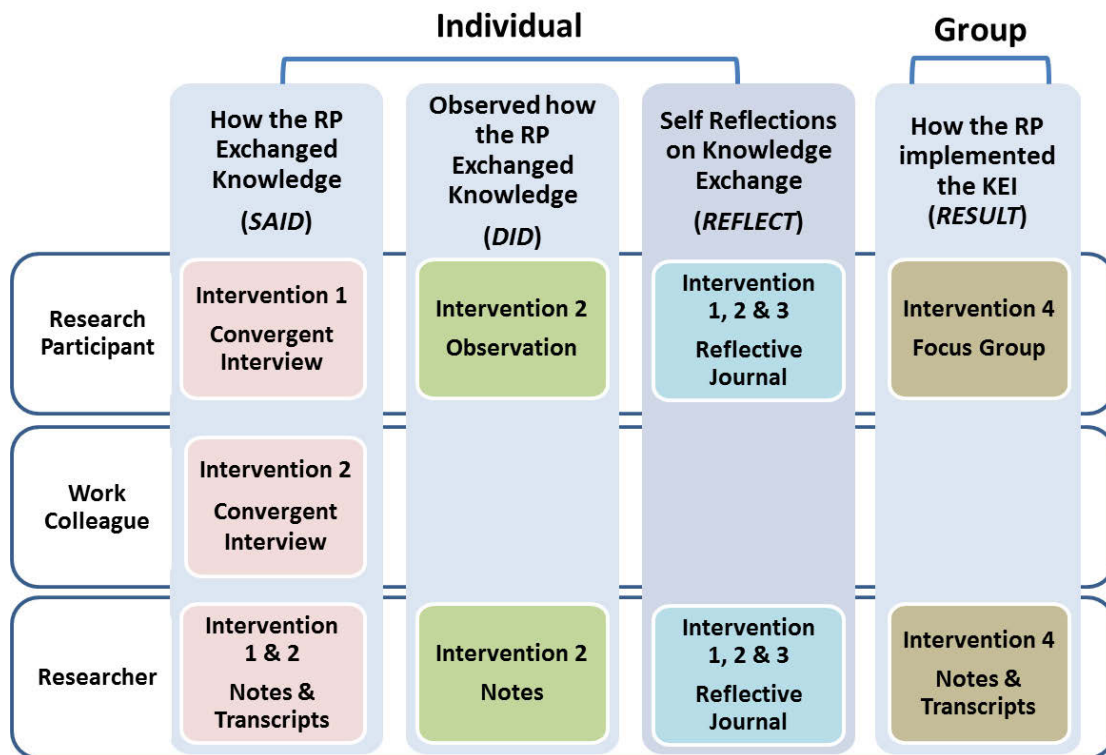 Individual
Group
How the RP
Exchanged
Knowledge
(SAID)
Observed how
the RP
Exchanged
Knowledge
(DID)
Self Reflections
on Knowledge
Exchange
(REFLECT)
How the RP
implemented
the KEI
(RESULT)
Research
Participant
Intervention 1
Convergent
Interview
Intervention 2
Observation
Intervention
1, 2 & 3
Reflective
Journal
Intervention 4
Focus Group
Work
Colleague
Intervention 2
Convergent
Interview
Researcher
Intervention
1 & 2
Notes &
Transcripts
Intervention 2
Notes
Intervention
1, 2 & 3
Reflective
Journal
Intervention 4
Notes &
Transcripts